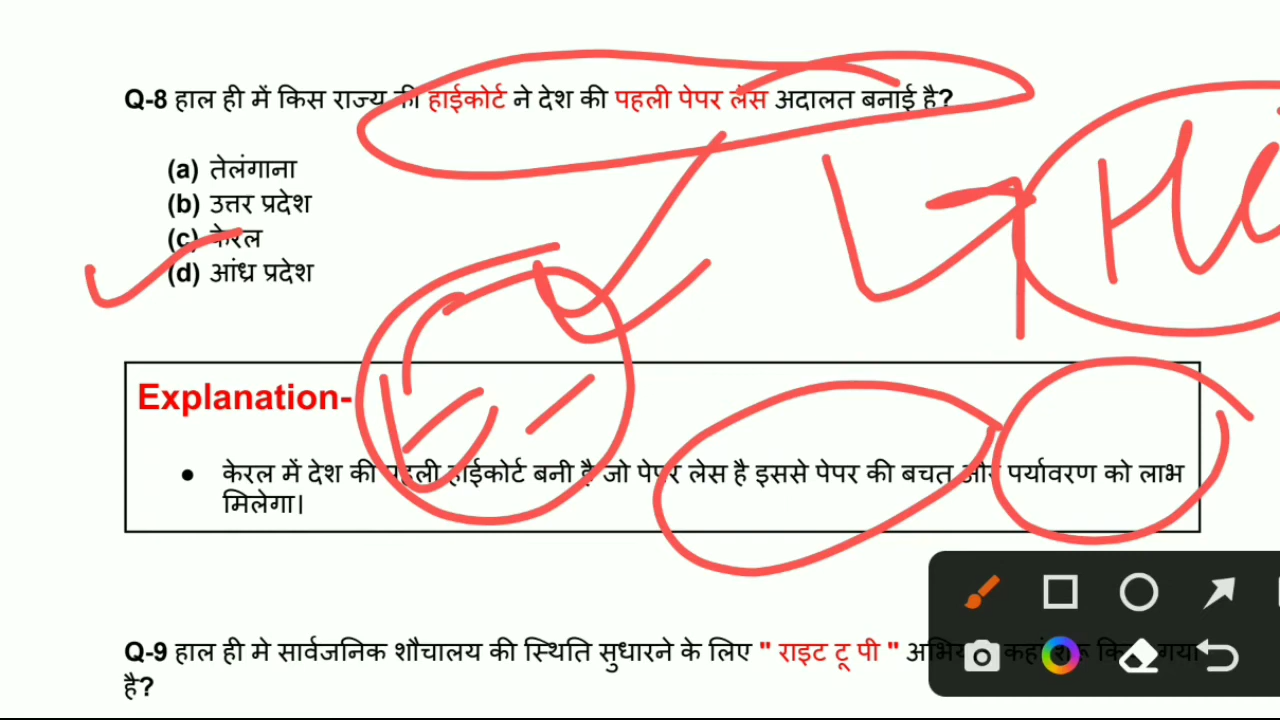 Q-8 हाल ही में किस राज्य की हाईकोर्ट ने देश की पहली पेपर लेस अदालत बनाई है?
(a) तेलंगाना
(b) उत्तर प्रदेश
(c) केरल
(d) आंध्र प्रदेश
Explanation-
● केरल में देश की पहली हाईकोर्ट बनी है जो पेपर लेस है इससे पेपर की बचत और पर्यावरण को लाभ
मिलेगा।
Q-9 हाल ही मे सार्वजनिक शौचालय की स्थिति सुधारने के लिए " राइट टू पी " अभियान कहां शुरू किया गया
है?